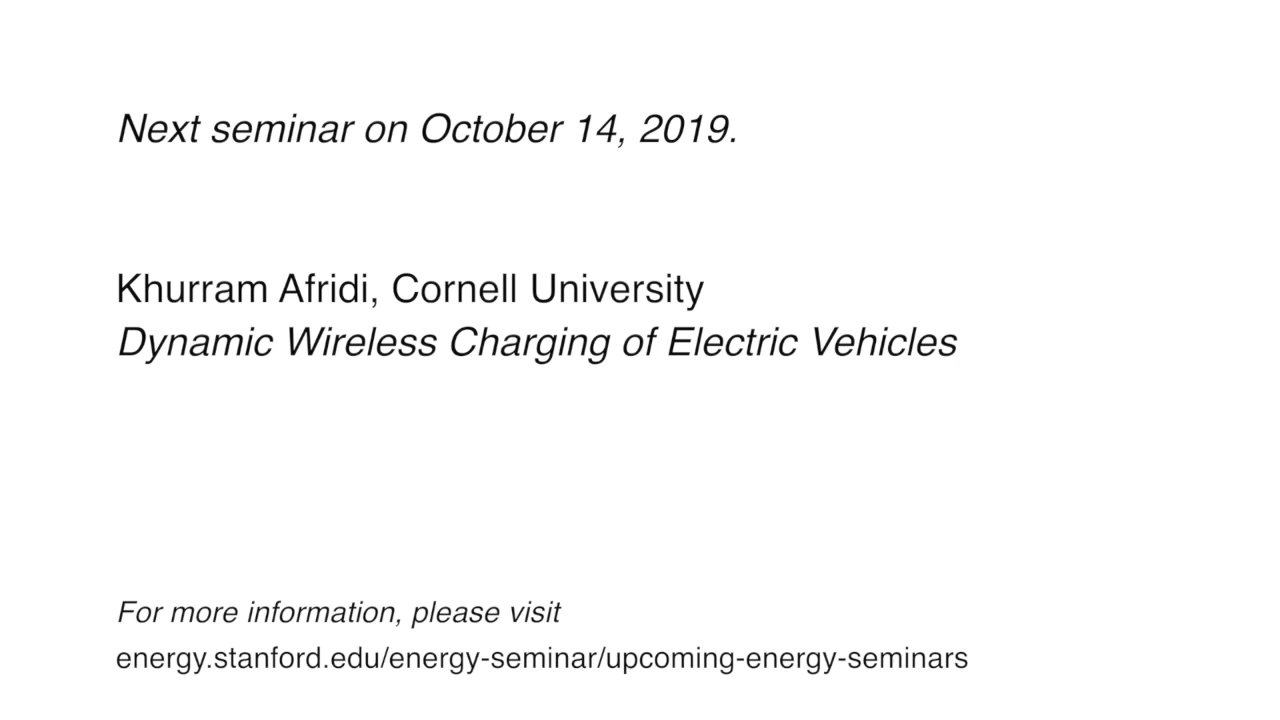 Next seminar on October 14, 2019.
Khurram Afridi, Cornell University
Dynamic Wireless Charging of Electric Vehicles
For more information, please visit
energy.stanford.edu/energy-seminar/upcoming-energy-seminars